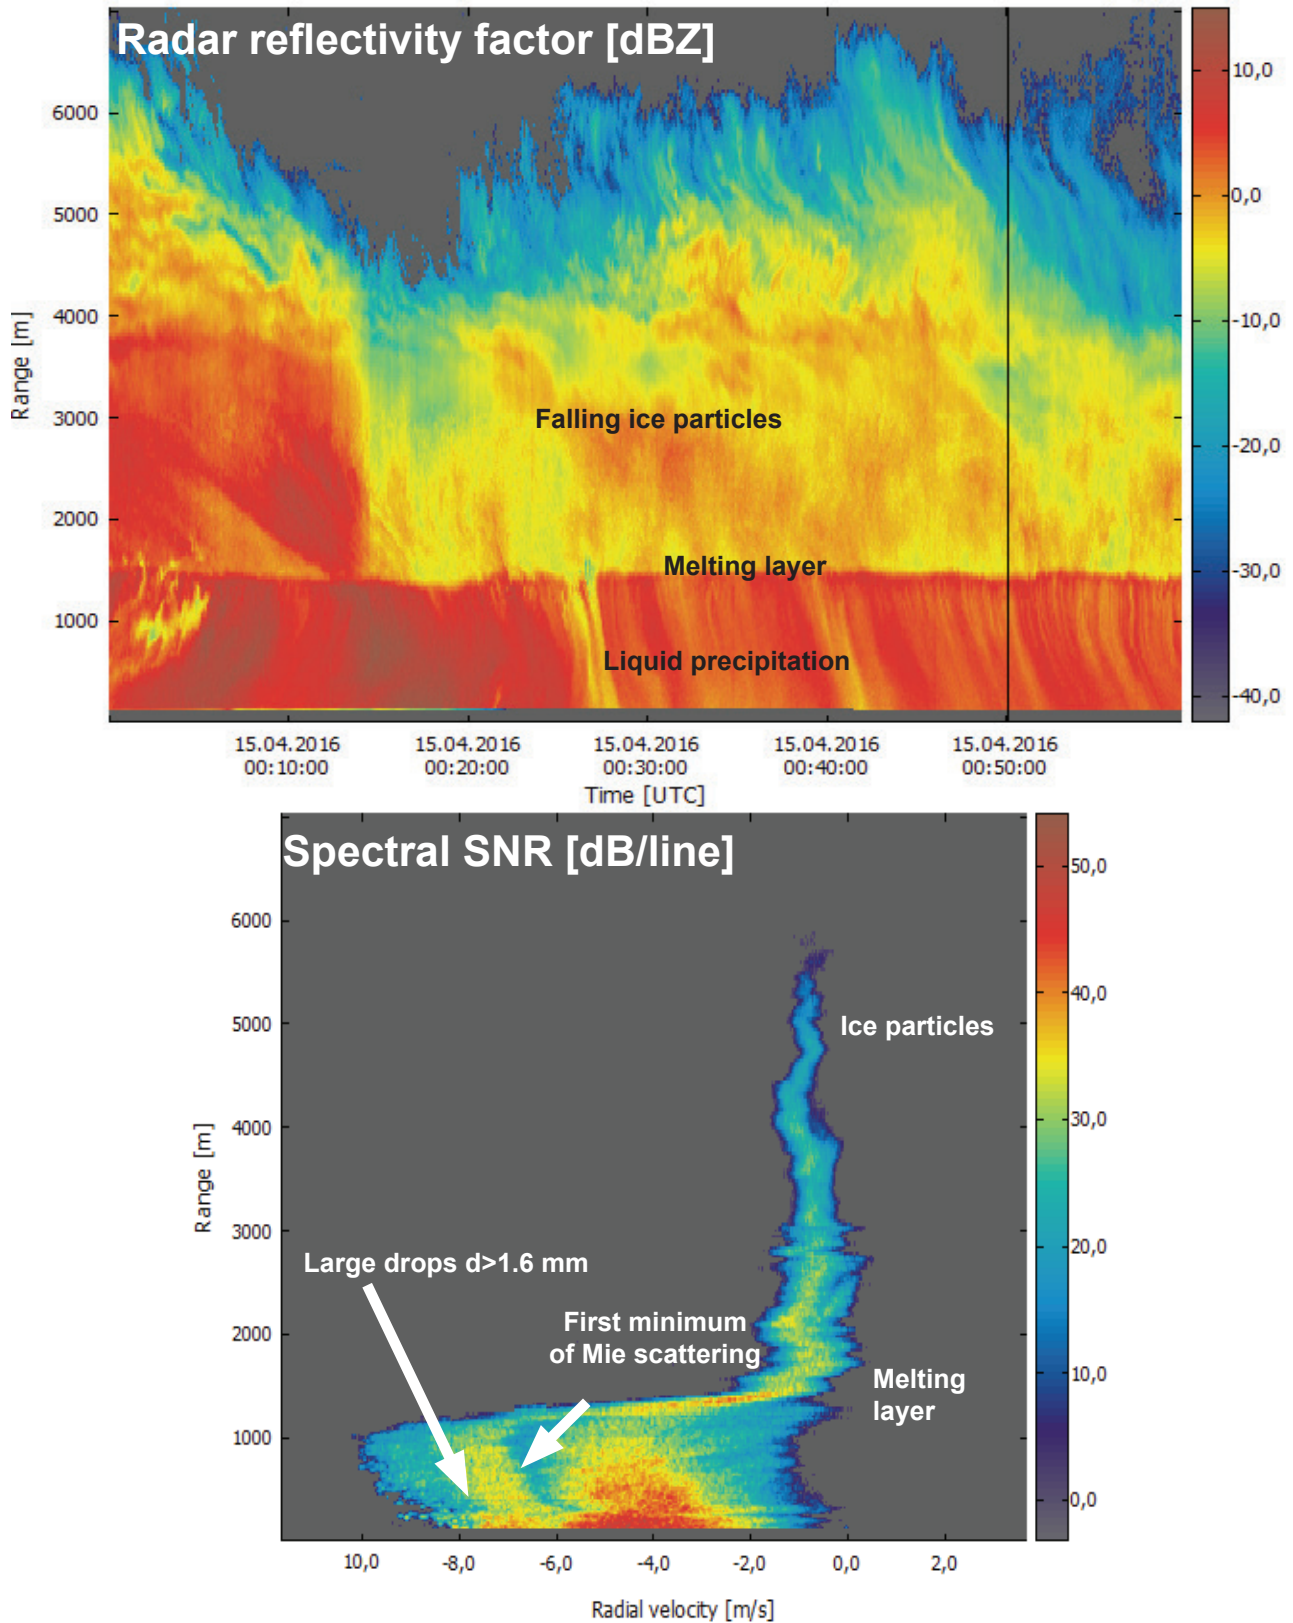 Radar reflectivity factor [dBZ]
6000
5000
4000
3000
2000
1000
Range [m]
Falling ice particles
Melting layer
Liquid precipitation
10,0
0,0
-10,0
-20,0
-30,0
-40,0
15.04.2016 15.04.2016 15.04.2016 15.04.2016 15.04.2016
00:10:00 00:20:00 00:30:00 00:40:00 00:50:00
Time [UTC]
Spectral SNR [dB/line]
6000
5000
4000
3000
2000
1000
Range [m]
Ice particles
Large drops d>1.6 mm
First minimum
of Mie scattering
Melting
layer
50,0
40,0
30,0
20,0
10,0
0,0
10,0 -8,0 -6,0 -4,0 -2,0 0,0 2,0
Radial velocity [m/s]